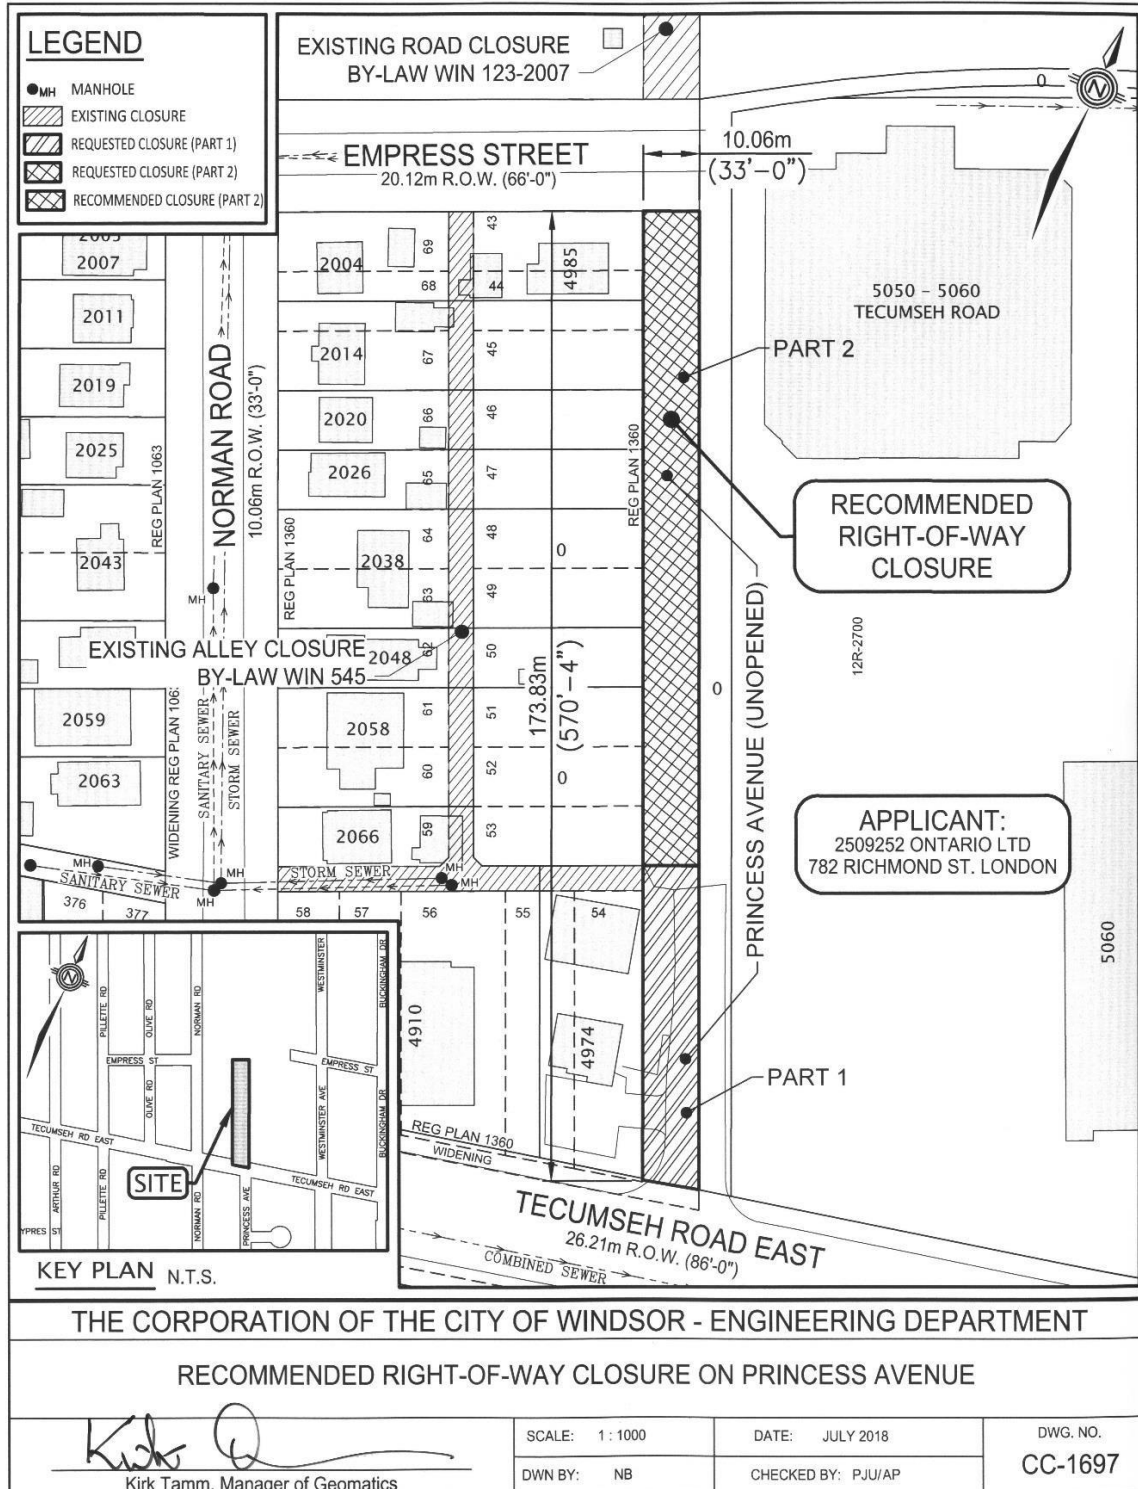 LEGEND
MH MANHOLE
EXISTING CLOSURE
REQUESTED CLOSURE (PART 1)
REQUESTED CLOSURE (PART 2)
RECOMMENDED CLOSURE (PART 2)
EXISTING ROAD CLOSURE
BY-LAW WIN 123-2007
N
0
10.06m
(33'-0")
EMPRESS STREET
20.12m R.O.W. (66'-0")
2007
2011
2019
2025
2043
2059
2063
REG PLAN 1063
NORMAN ROAD
10.06m R.O.W. (33'-0")
REG PLAN 1360
2004
2014
2020
2026
2038
2048
2058
2066
69
68
67
66
65
64
63
62
61
60
59
43
44
45
46
47
48
49
50
51
52
53
4985
173.83m
(570'-4")
0
0
REG PLAN 1360
0
5050 - 5060
TECUMSEH ROAD
PART 2
RECOMMENDED
RIGHT-OF-WAY
CLOSURE
PRINCESS AVENUE (UNOPENED)
12R-2700
MH
EXISTING ALLEY CLOSURE
BY-LAW WIN 545
SANITARY SEWER
STORM SEWER
APPLICANT:
2509252 ONTARIO LTD
782 RICHMOND ST. LONDON
5060
MH
SANITARY SEWER
MH
MH
STORM SEWER
MH
MH
376
377
58
57
56
55
54
4910
4974
PART 1
REG PLAN 1360
WIDENING
TECUMSEH ROAD EAST
26.21m R.O.W. (86'-0")
COMBINED SEWER
N
PILLETTE RD
OLIVE RD
NORMAN RD
WESTMINSTER
BUCKINGHAM DR
EMPRESS ST
EMPRESS ST
OLIVE RD
WESTMINSTER AVE
BUCKINGHAM DR
TECUMSEH RD EAST
SITE
TECUMSEH RD EAST
ARTHUR RD
PILLETTE RD
NORMAN RD
PRINCESS AVE
YPRES ST
KEY PLAN N.T.S.
THE CORPORATION OF THE CITY OF WINDSOR - ENGINEERING DEPARTMENT
RECOMMENDED RIGHT-OF-WAY CLOSURE ON PRINCESS AVENUE
Kirk Tamm, Manager of Geomatics
SCALE: 1 : 1000
DATE: JULY 2018
DWG. NO.
CC-1697
DWN BY: NB
CHECKED BY: PJU/AP